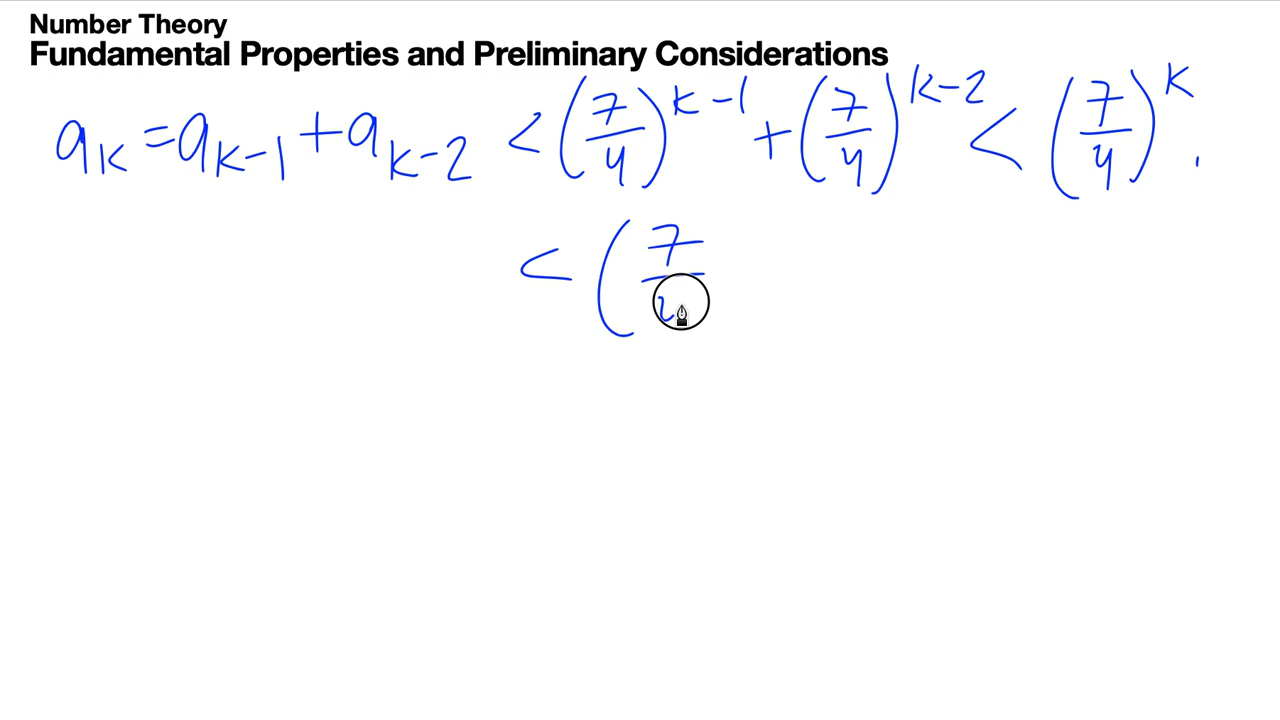 Number Theory
Fundamental Properties and Preliminary Considerations
a_k = a_{k-1} + a_{k-2} < (7/4)^{k-1} + (7/4)^{k-2} < (7/4)^k .
< ( 7